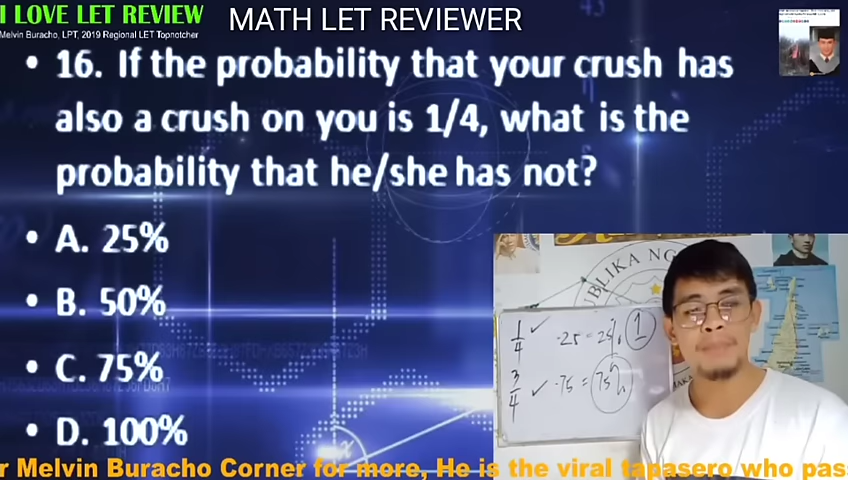 I LOVE LET REVIEW
Melvin Buracho, LPT, 2019 Regional LET Topnotcher
MATH LET REVIEWER
• 16. If the probability that your crush has
also a crush on you is 1/4, what is the
probability that he/she has not?
• A. 25%
• B. 50%
• C. 75%
• D. 100%
BLIKA NG
1/4 ✓ .25 = 25% 1
3/4 ✓ .75 = 75%
r Melvin Buracho Corner for more, He is the viral tapasero who pas